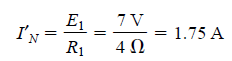 I′N = E1/R1 = 7 V/4 Ω = 1.75 A